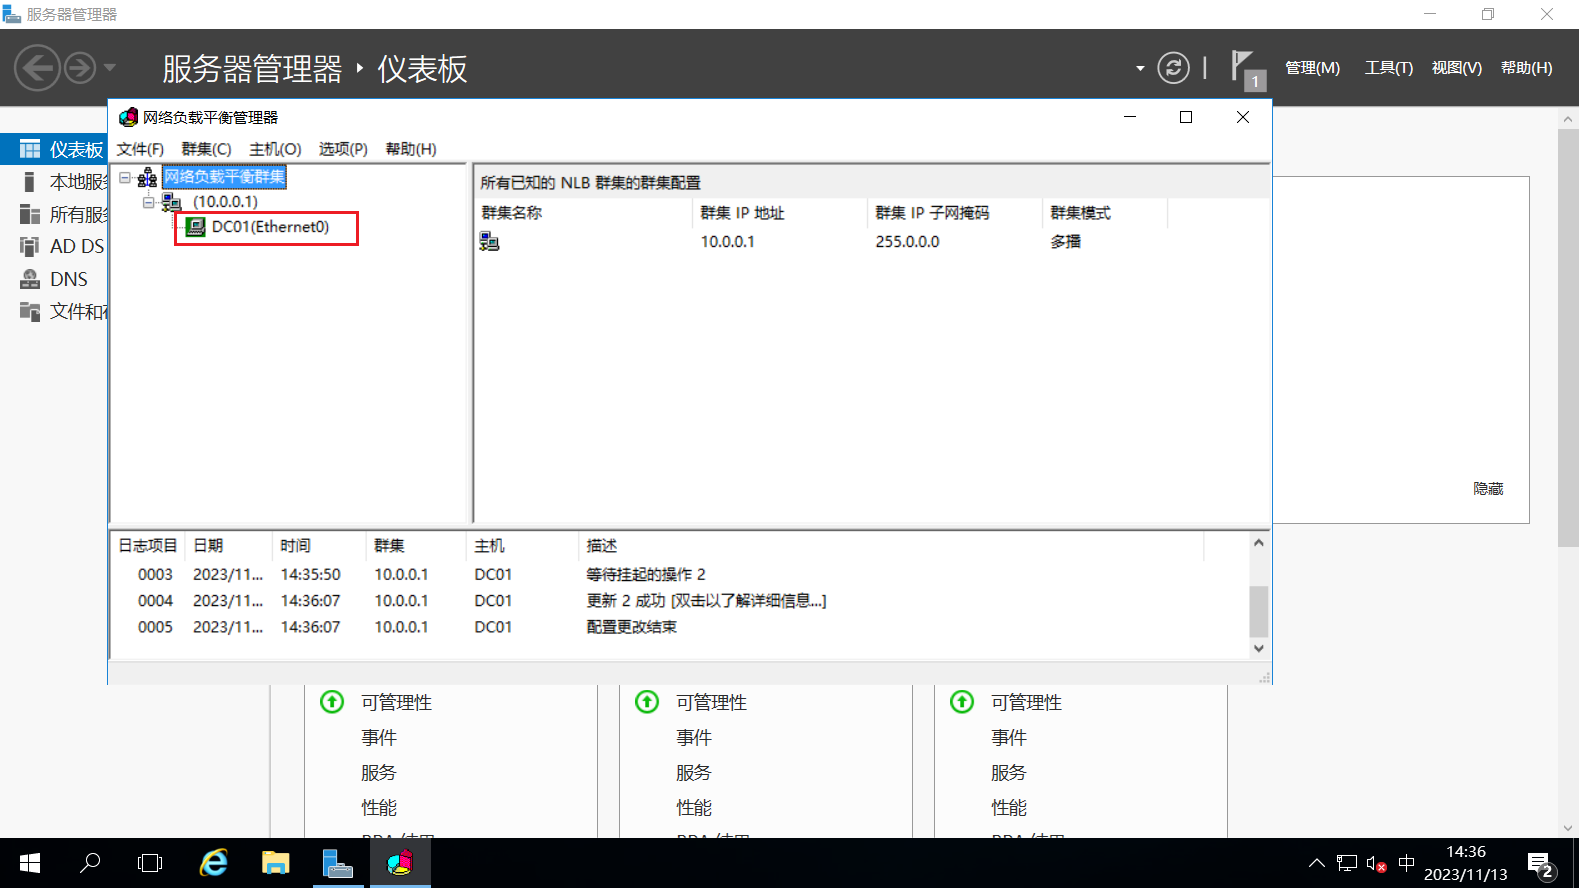 服务器管理器
服务器管理器 ‣ 仪表板
1
管理(M) 工具(T) 视图(V) 帮助(H)
网络负载平衡管理器
文件(F) 群集(C) 主机(O) 选项(P) 帮助(H)
仪表板
本地服
所有服
AD DS
DNS
文件和
网络负载平衡群集
(10.0.0.1)
DC01(Ethernet0)
所有已知的 NLB 群集的群集配置
群集名称 群集 IP 地址 群集 IP 子网掩码 群集模式
10.0.0.1 255.0.0.0 多播
隐藏
日志项目 日期 时间 群集 主机 描述
0003 2023/11... 14:35:50 10.0.0.1 DC01 等待挂起的操作 2
0004 2023/11... 14:36:07 10.0.0.1 DC01 更新 2 成功 [双击以了解详细信息...]
0005 2023/11... 14:36:07 10.0.0.1 DC01 配置更改结束
可管理性 可管理性 可管理性
事件 事件 事件
服务 服务 服务
性能 性能 性能
中
14:36
2023/11/13
2